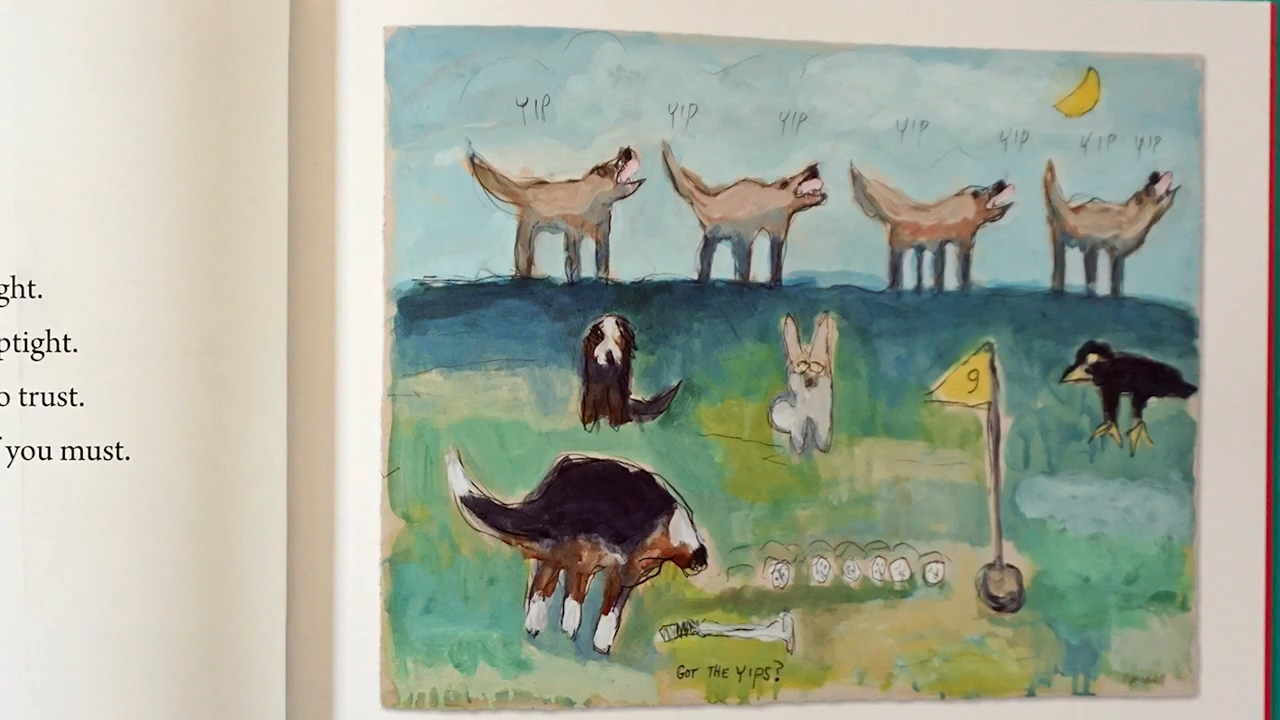 ght.
ptight.
o trust.
f you must.
YIP YIP YIP YIP YIP YIP YIP
9
GOT THE YIPS?